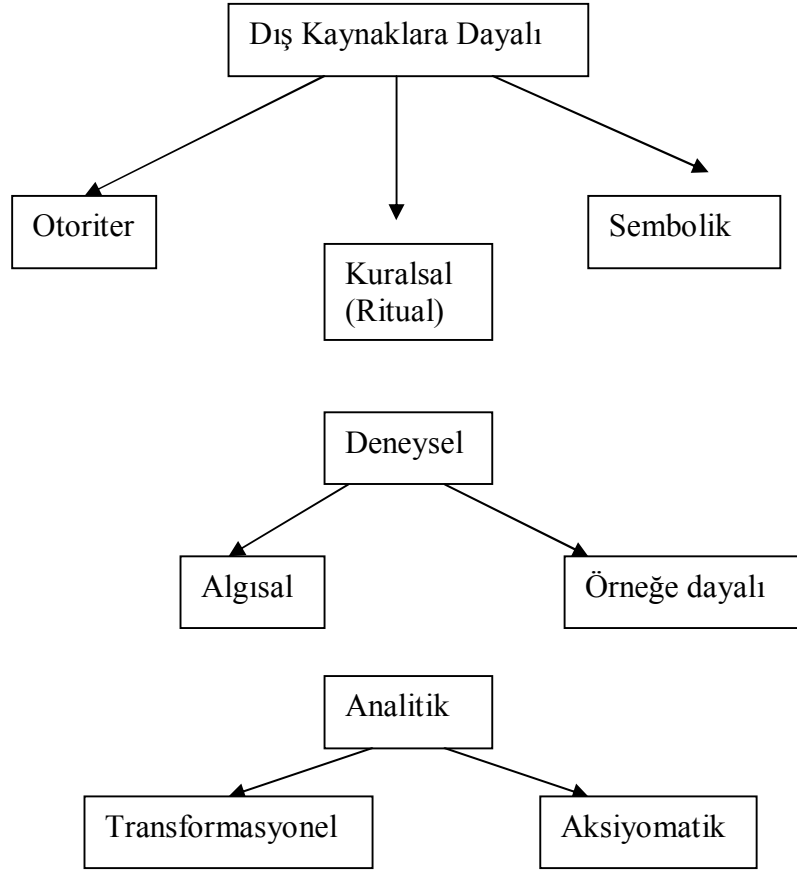 Dış Kaynaklara Dayalı
Otoriter
Sembolik
Kuralsal
(Ritual)
Deneysel
Algısal
Örneğe dayalı
Analitik
Transformasyonel
Aksiyomatik